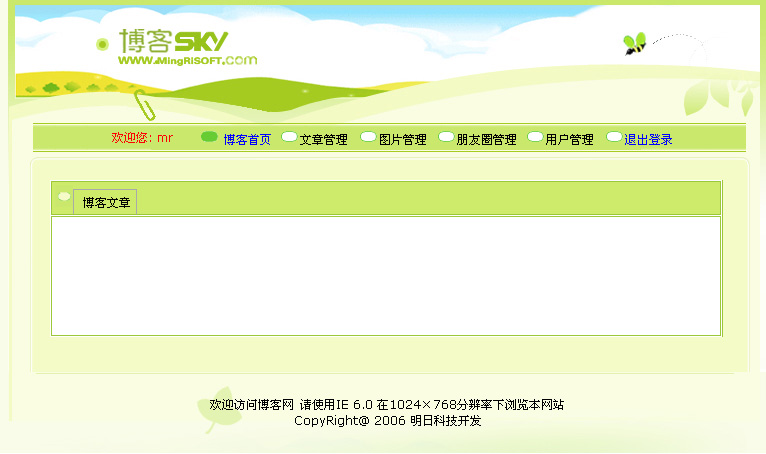 博客SKY
WWW.MingRiSOFT.com
欢迎您: mr 博客首页 文章管理 图片管理 朋友圈管理 用户管理 退出登录
博客文章
欢迎访问博客网 请使用IE 6.0 在1024×768分辨率下浏览本网站
CopyRight@ 2006 明日科技开发